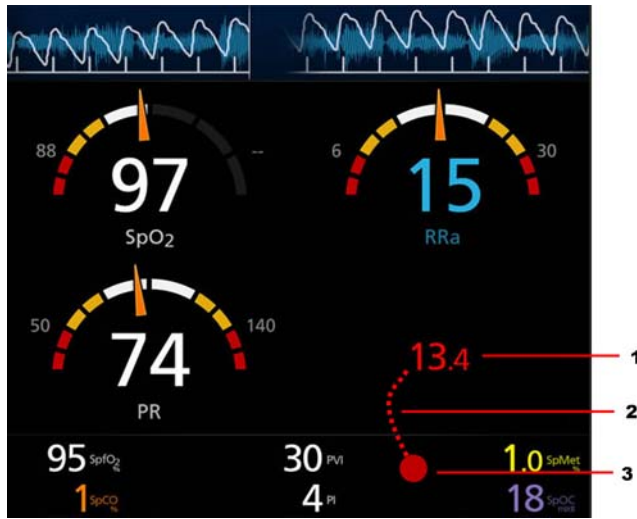 88
97
--
SpO2
6
15
30
RRa
50
74
140
PR
13.4
1
2
95 SpfO2 %
30 PVI
1.0 SpMet %
3
1 SpCO %
4 PI
18 SpOC ml/dl